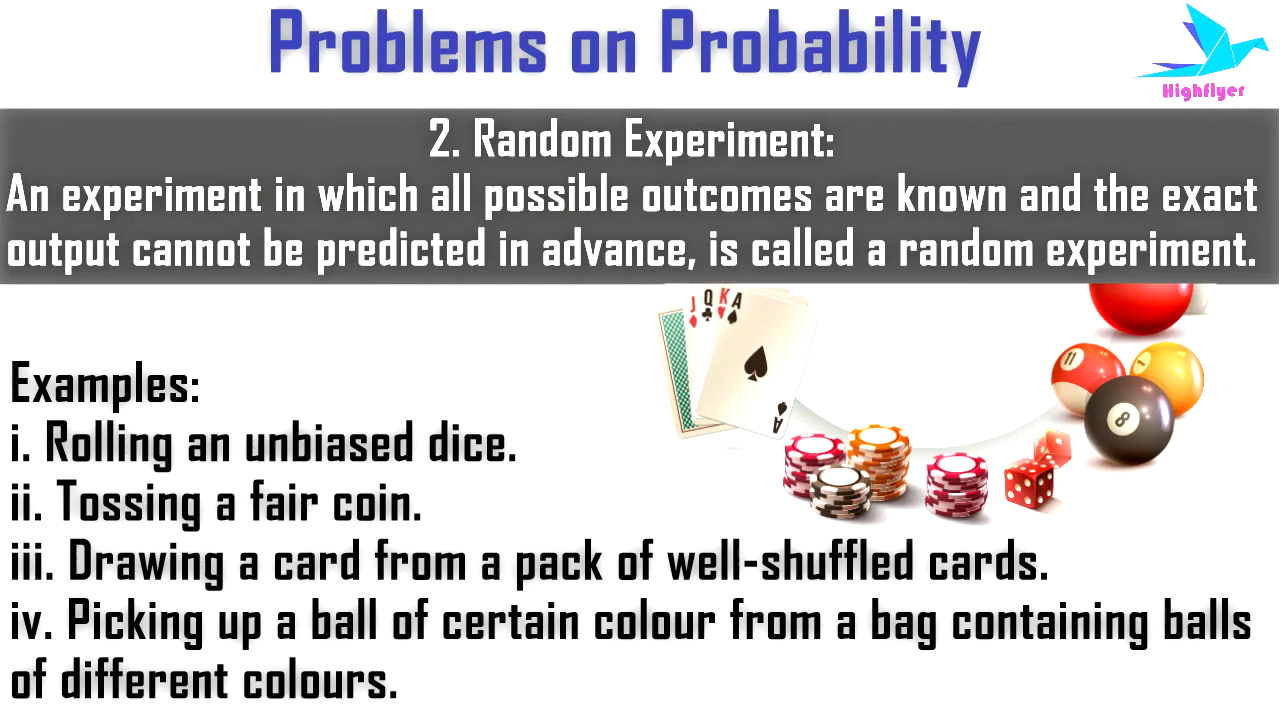 Problems on Probability
Highflyer
2. Random Experiment:
An experiment in which all possible outcomes are known and the exact
output cannot be predicted in advance, is called a random experiment.
J Q K A
A
11
1
8
Examples:
i. Rolling an unbiased dice.
ii. Tossing a fair coin.
iii. Drawing a card from a pack of well-shuffled cards.
iv. Picking up a ball of certain colour from a bag containing balls
of different colours.